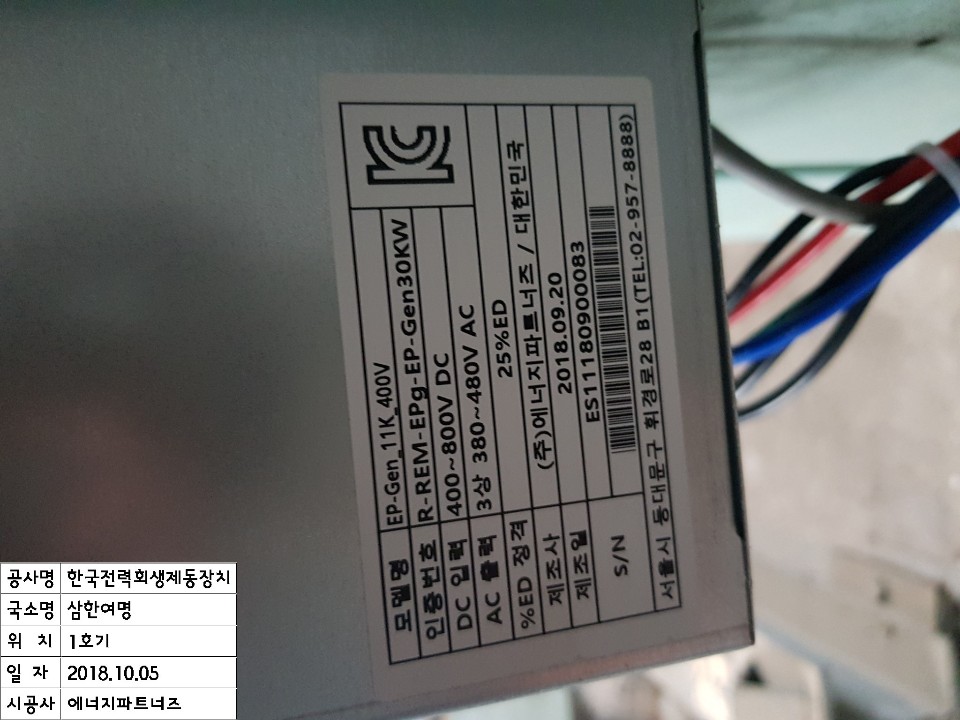 KC
모델명 EP-Gen_11K_400V
인증번호 R-REM-EPg-EP-Gen30KW
DC 입력 400~800V DC
AC 출력 3상 380~480V AC
%ED 정격 25%ED
제조사 (주)에너지파트너즈 / 대한민국
제조일 2018.09.20
S/N ES11180900083
서울시 동대문구 휘경로28 B1(TEL:02-957-8888)
공사명 한국전력회생제동장치
국소명 삼한여명
위 치 1호기
일 자 2018.10.05
시공사 에너지파트너즈